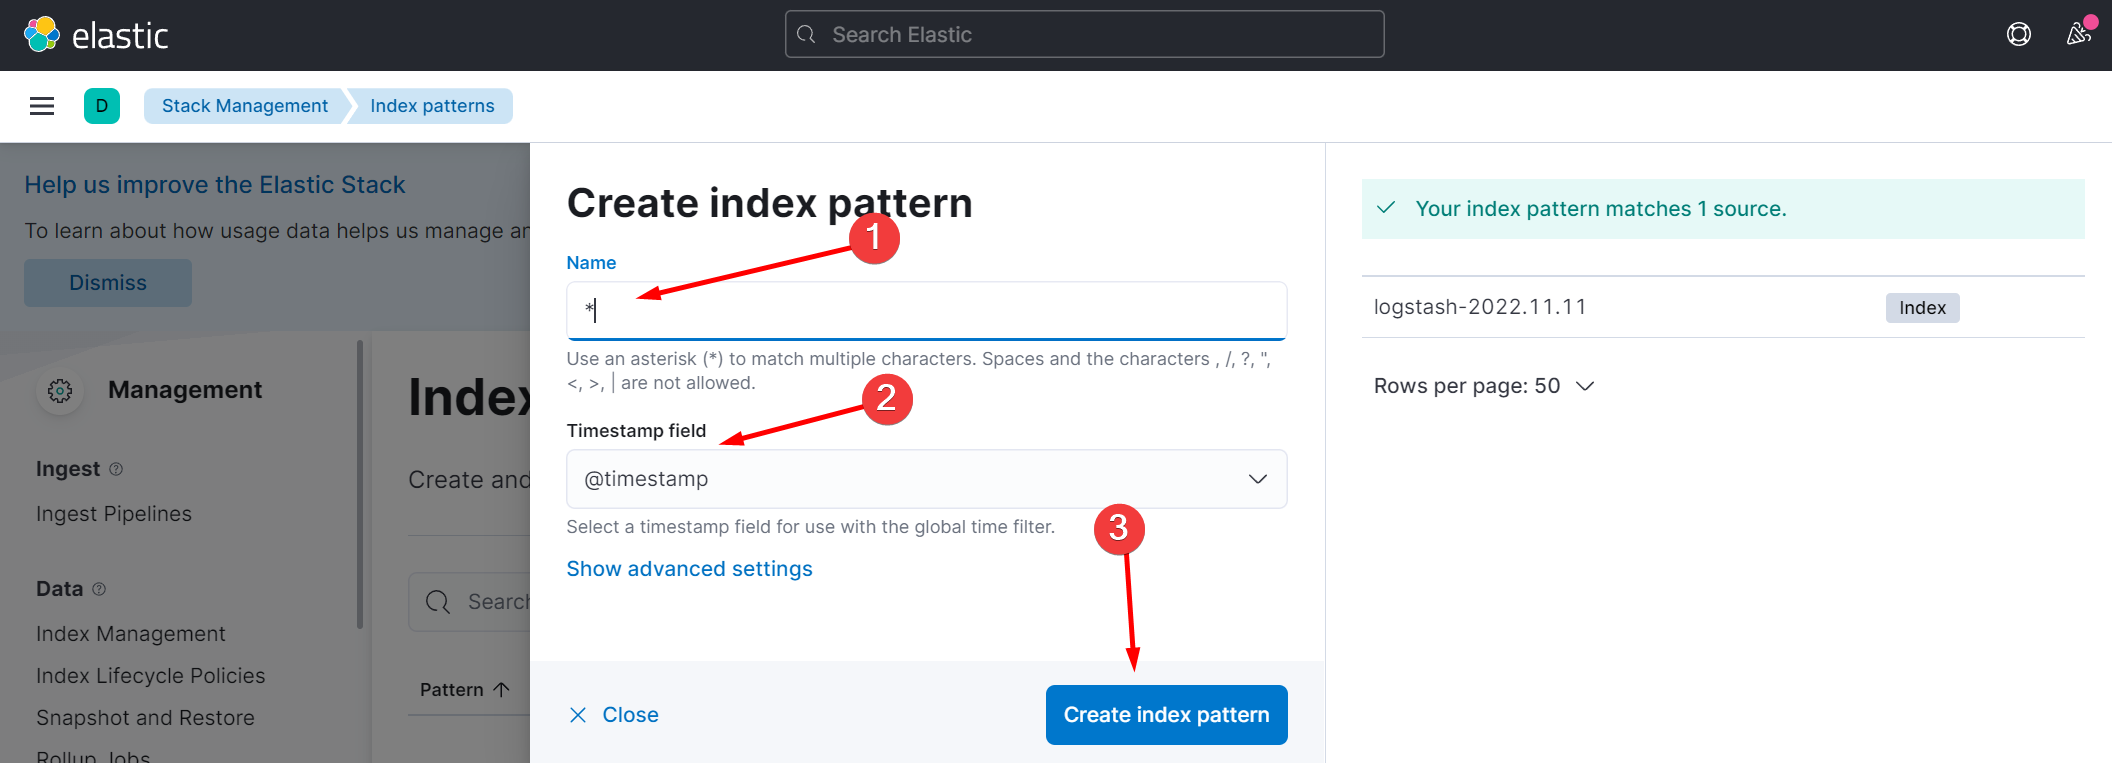 elastic
Search Elastic
D
Stack Management
Index patterns
Help us improve the Elastic Stack
To learn about how usage data helps us manage an
Dismiss
Management
Ingest
Ingest Pipelines
Data
Index Management
Index Lifecycle Policies
Snapshot and Restore
Rollup Jobs
Index
Create and
Search
Pattern ↑
Create index pattern
1
Name
*
Use an asterisk (*) to match multiple characters. Spaces and the characters , /, ?, ",
<, >, | are not allowed.
2
Timestamp field
@timestamp
Select a timestamp field for use with the global time filter.
3
Show advanced settings
Close
Create index pattern
Your index pattern matches 1 source.
logstash-2022.11.11
Index
Rows per page: 50